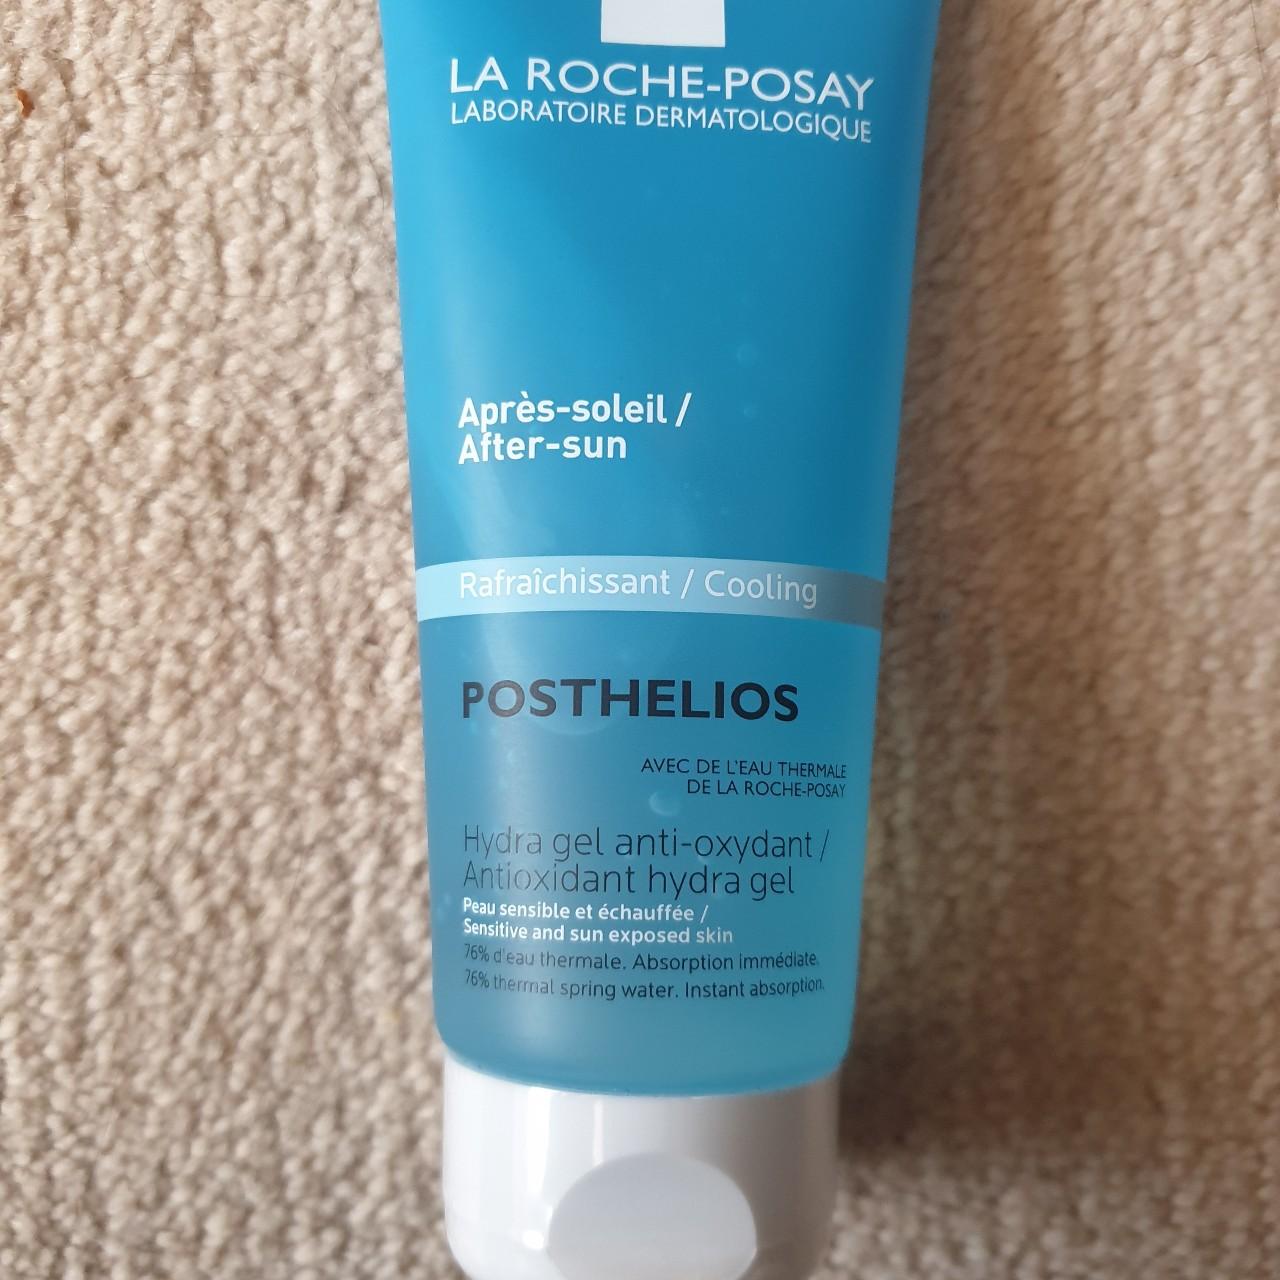 LA ROCHE-POSAY
LABORATOIRE DERMATOLOGIQUE
Après-soleil /
After-sun
Rafraîchissant / Cooling
POSTHELIOS
AVEC DE L'EAU THERMALE
DE LA ROCHE-POSAY
Hydra gel anti-oxydant /
Antioxidant hydra gel
Peau sensible et échauffée /
Sensitive and sun exposed skin
76% d'eau thermale. Absorption immédiate.
76% thermal spring water. Instant absorption.